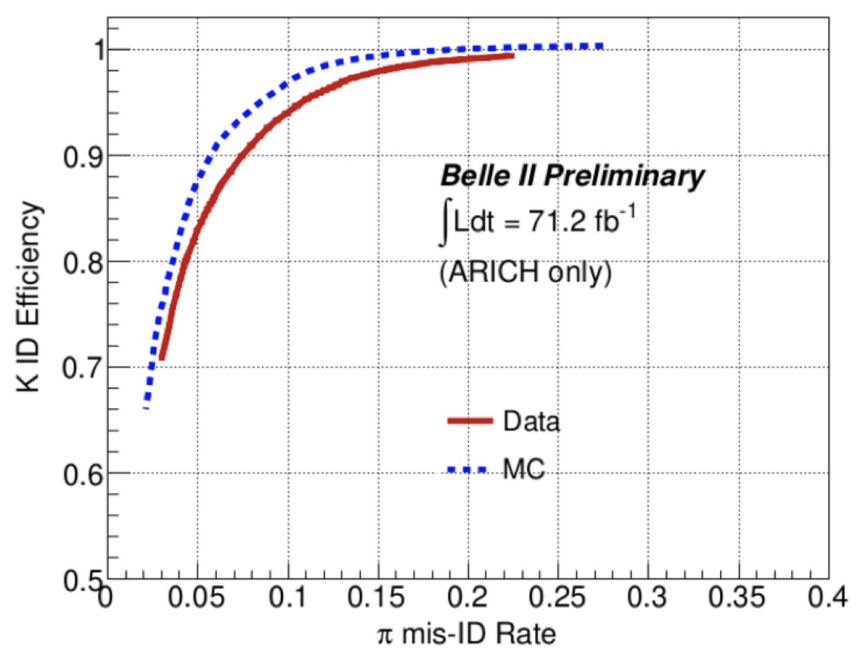 1
0.9
0.8
0.7
0.6
0.5
K ID Efficiency
Belle II Preliminary
∫Ldt = 71.2 fb⁻¹
(ARICH only)
Data
MC
0 0.05 0.1 0.15 0.2 0.25 0.3 0.35 0.4
π mis-ID Rate